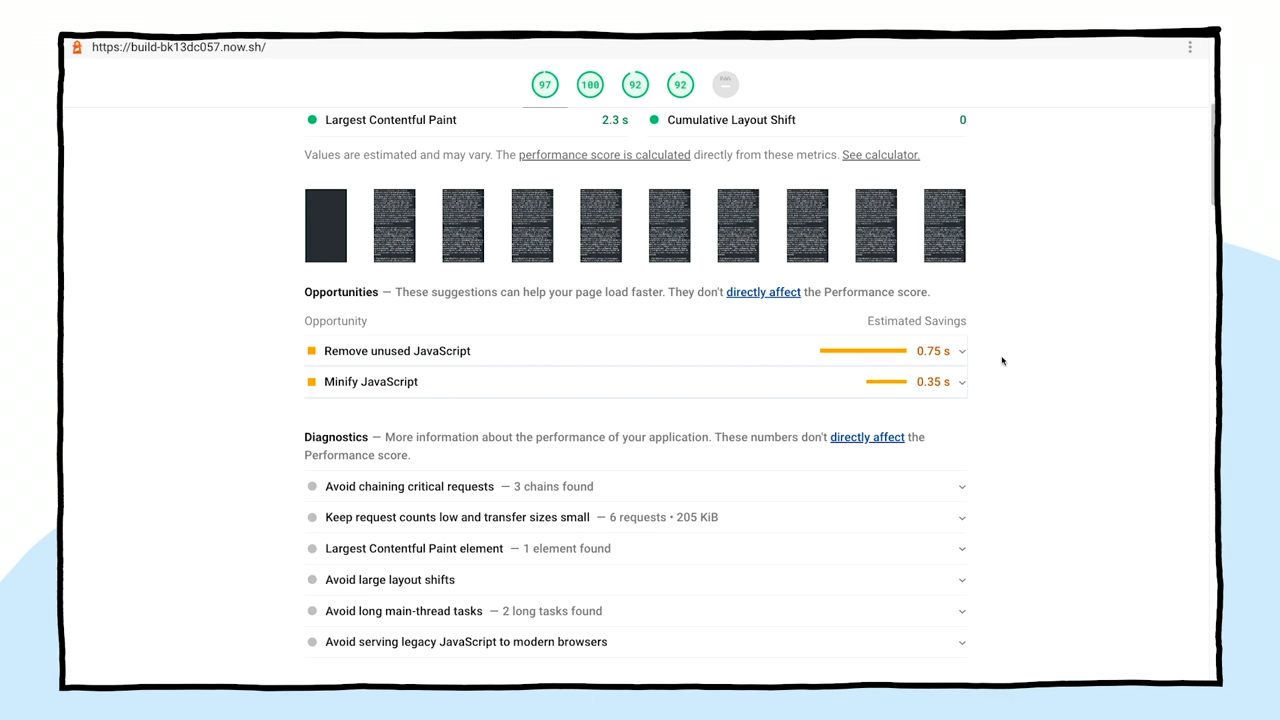 https://build-bk13dc057.now.sh/
97 100 92 92
Largest Contentful Paint 2.3 s Cumulative Layout Shift 0
Values are estimated and may vary. The performance score is calculated directly from these metrics. See calculator.
Opportunities — These suggestions can help your page load faster. They don't directly affect the Performance score.
Opportunity Estimated Savings
Remove unused JavaScript 0.75 s
Minify JavaScript 0.35 s
Diagnostics — More information about the performance of your application. These numbers don't directly affect the
Performance score.
Avoid chaining critical requests — 3 chains found
Keep request counts low and transfer sizes small — 6 requests • 205 KiB
Largest Contentful Paint element — 1 element found
Avoid large layout shifts
Avoid long main-thread tasks — 2 long tasks found
Avoid serving legacy JavaScript to modern browsers